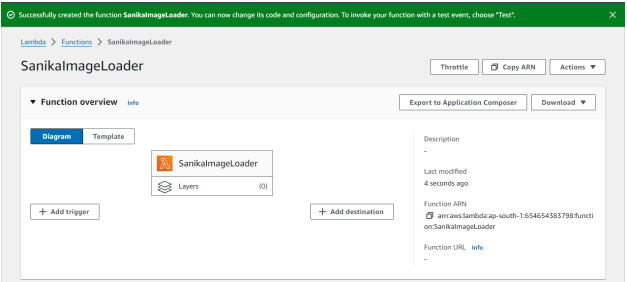 Successfully created the function SanikaImageLoader. You can now change its code and configuration. To invoke your function with a test event, choose "Test".
Lambda > Functions > SanikaImageLoader
SanikaImageLoader
Throttle Copy ARN Actions
Function overview Info
Export to Application Composer Download
Diagram Template
SanikaImageLoader
Layers (0)
+ Add trigger
+ Add destination
Description
-
Last modified
4 seconds ago
Function ARN
arn:aws:lambda:ap-south-1:654654383798:functi
on:SanikaImageLoader
Function URL Info
-